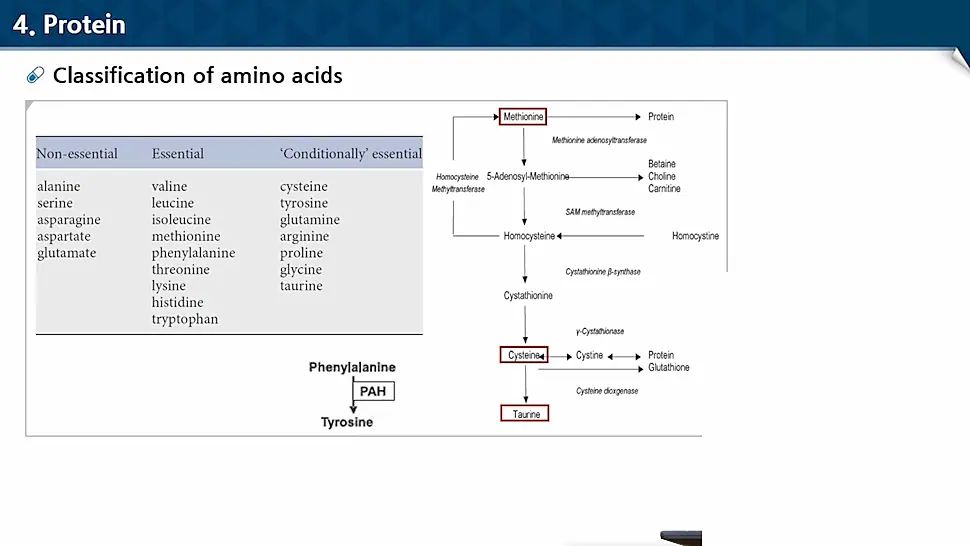 4. Protein
Classification of amino acids
Non-essential Essential ‘Conditionally’ essential
alanine valine cysteine
serine leucine tyrosine
asparagine isoleucine glutamine
aspartate methionine arginine
glutamate phenylalanine proline
threonine glycine
lysine taurine
histidine
tryptophan
Phenylalanine
PAH
Tyrosine
Methionine Protein
Methionine adenosyltransferase
Betaine
Homocysteine 5-Adenosyl-Methionine Choline
Methyltransferase Carnitine
SAM methyltransferase
Homocysteine Homocystine
Cystathionine β-synthase
Cystathionine
γ-Cystathionase
Cysteine Cystine Protein
Glutathione
Cysteine dioxgenase
Taurine